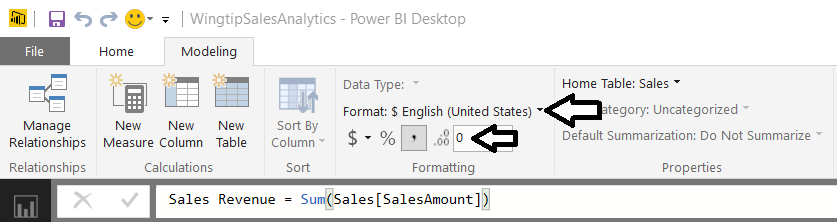 WingtipSalesAnalytics - Power BI Desktop
File Home Modeling
Manage Relationships
New Measure
New Column
New Table
Sort By Column
Data Type:
Format: $ English (United States)
$ % , .0 .00 0
Home Table: Sales
ategory: Uncategorized
Default Summarization: Do Not Summarize
Relationships Calculations Sort Formatting Properties
Sales Revenue = Sum(Sales[SalesAmount])